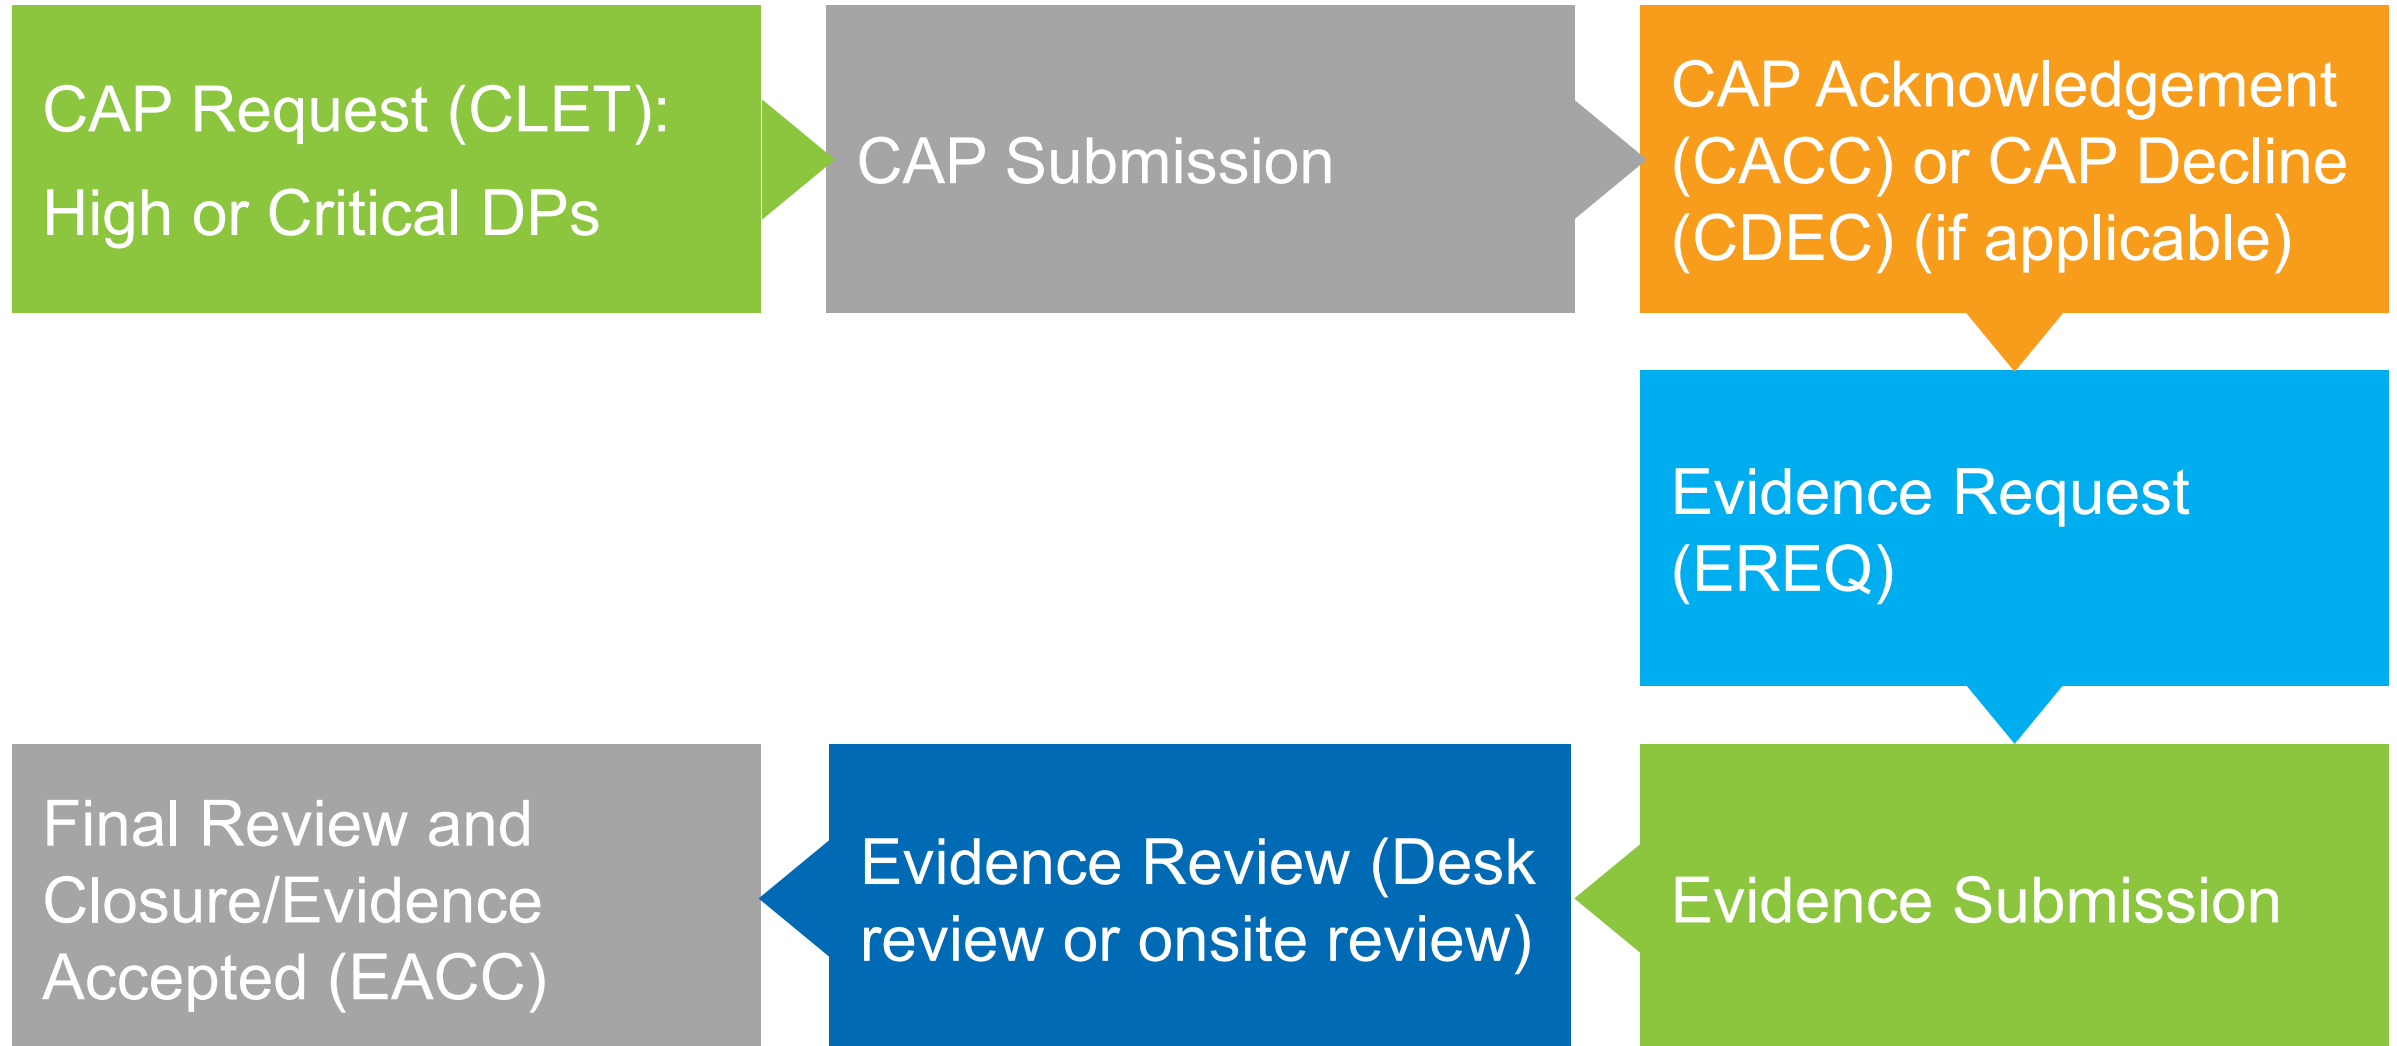 CAP Request (CLET):
High or Critical DPs
CAP Submission
CAP Acknowledgement
(CACC) or CAP Decline
(CDEC) (if applicable)
Evidence Request
(EREQ)
Evidence Submission
Evidence Review (Desk
review or onsite review)
Final Review and
Closure/Evidence
Accepted (EACC)